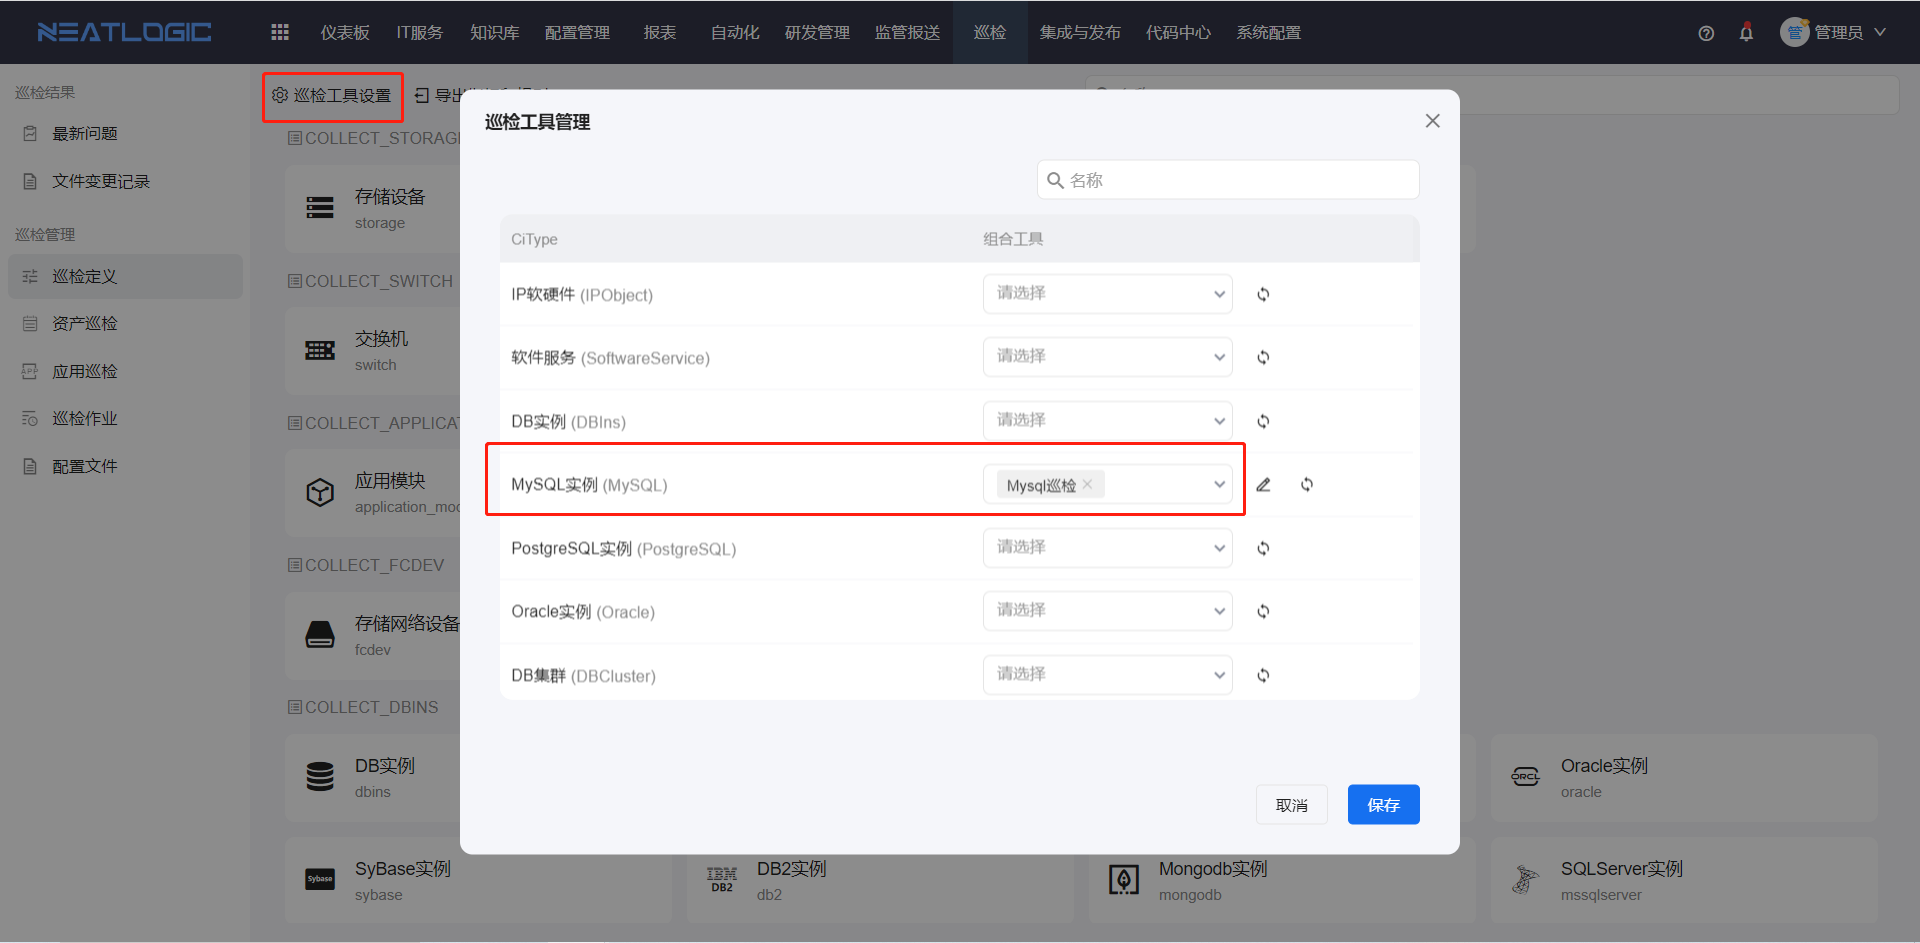 NEATLOGIC
仪表板
IT服务
知识库
配置管理
报表
自动化
研发管理
监管报送
巡检
集成与发布
代码中心
系统配置
管
管理员
巡检结果
最新问题
文件变更记录
巡检管理
巡检定义
资产巡检
应用巡检
巡检作业
配置文件
巡检工具设置
导出
COLLECT_STORAG
存储设备
storage
COLLECT_SWITCH
交换机
switch
COLLECT_APPLICA
应用模块
application_mo
COLLECT_FCDEV
存储网络设备
fcdev
COLLECT_DBINS
DB实例
dbins
Oracle实例
oracle
SyBase实例
sybase
DB2实例
db2
Mongodb实例
mongodb
SQLServer实例
mssqlserver
Sybase
IBM
DB2
ORCL
APP
巡检工具管理
名称
CiType
组合工具
IP软硬件 (IPObject)
请选择
软件服务 (SoftwareService)
请选择
DB实例 (DBIns)
请选择
MySQL实例 (MySQL)
Mysql巡检
PostgreSQL实例 (PostgreSQL)
请选择
Oracle实例 (Oracle)
请选择
DB集群 (DBCluster)
请选择
取消
保存